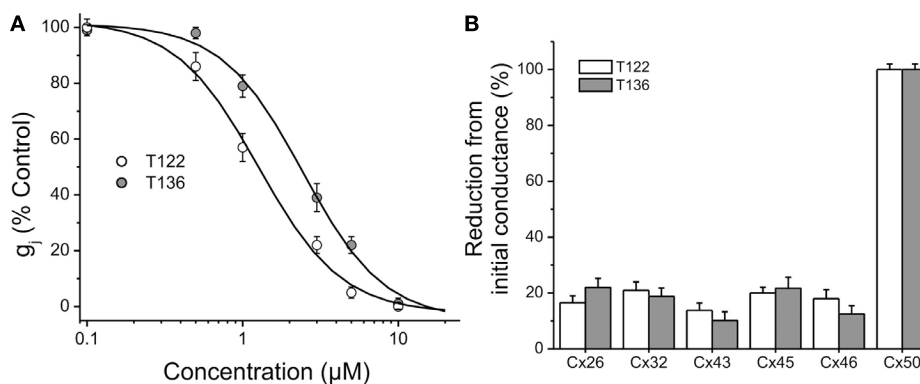 A
100
80
60
40
20
0
gj (% Control)
T122
T136
0.1
1
10
Concentration (µM)
B
T122
T136
100
80
60
40
20
0
Reduction from
initial conductance (%)
Cx26
Cx32
Cx43
Cx45
Cx46
Cx50